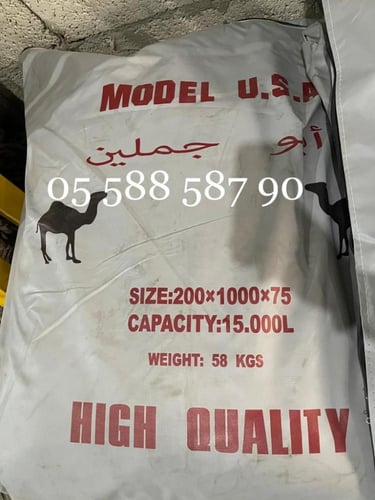 MODEL U.S.A
أبو جملين
05 588 587 90
SIZE:200×1000×75
CAPACITY:15.000L
WEIGHT: 58 KGS
HIGH QUALITY